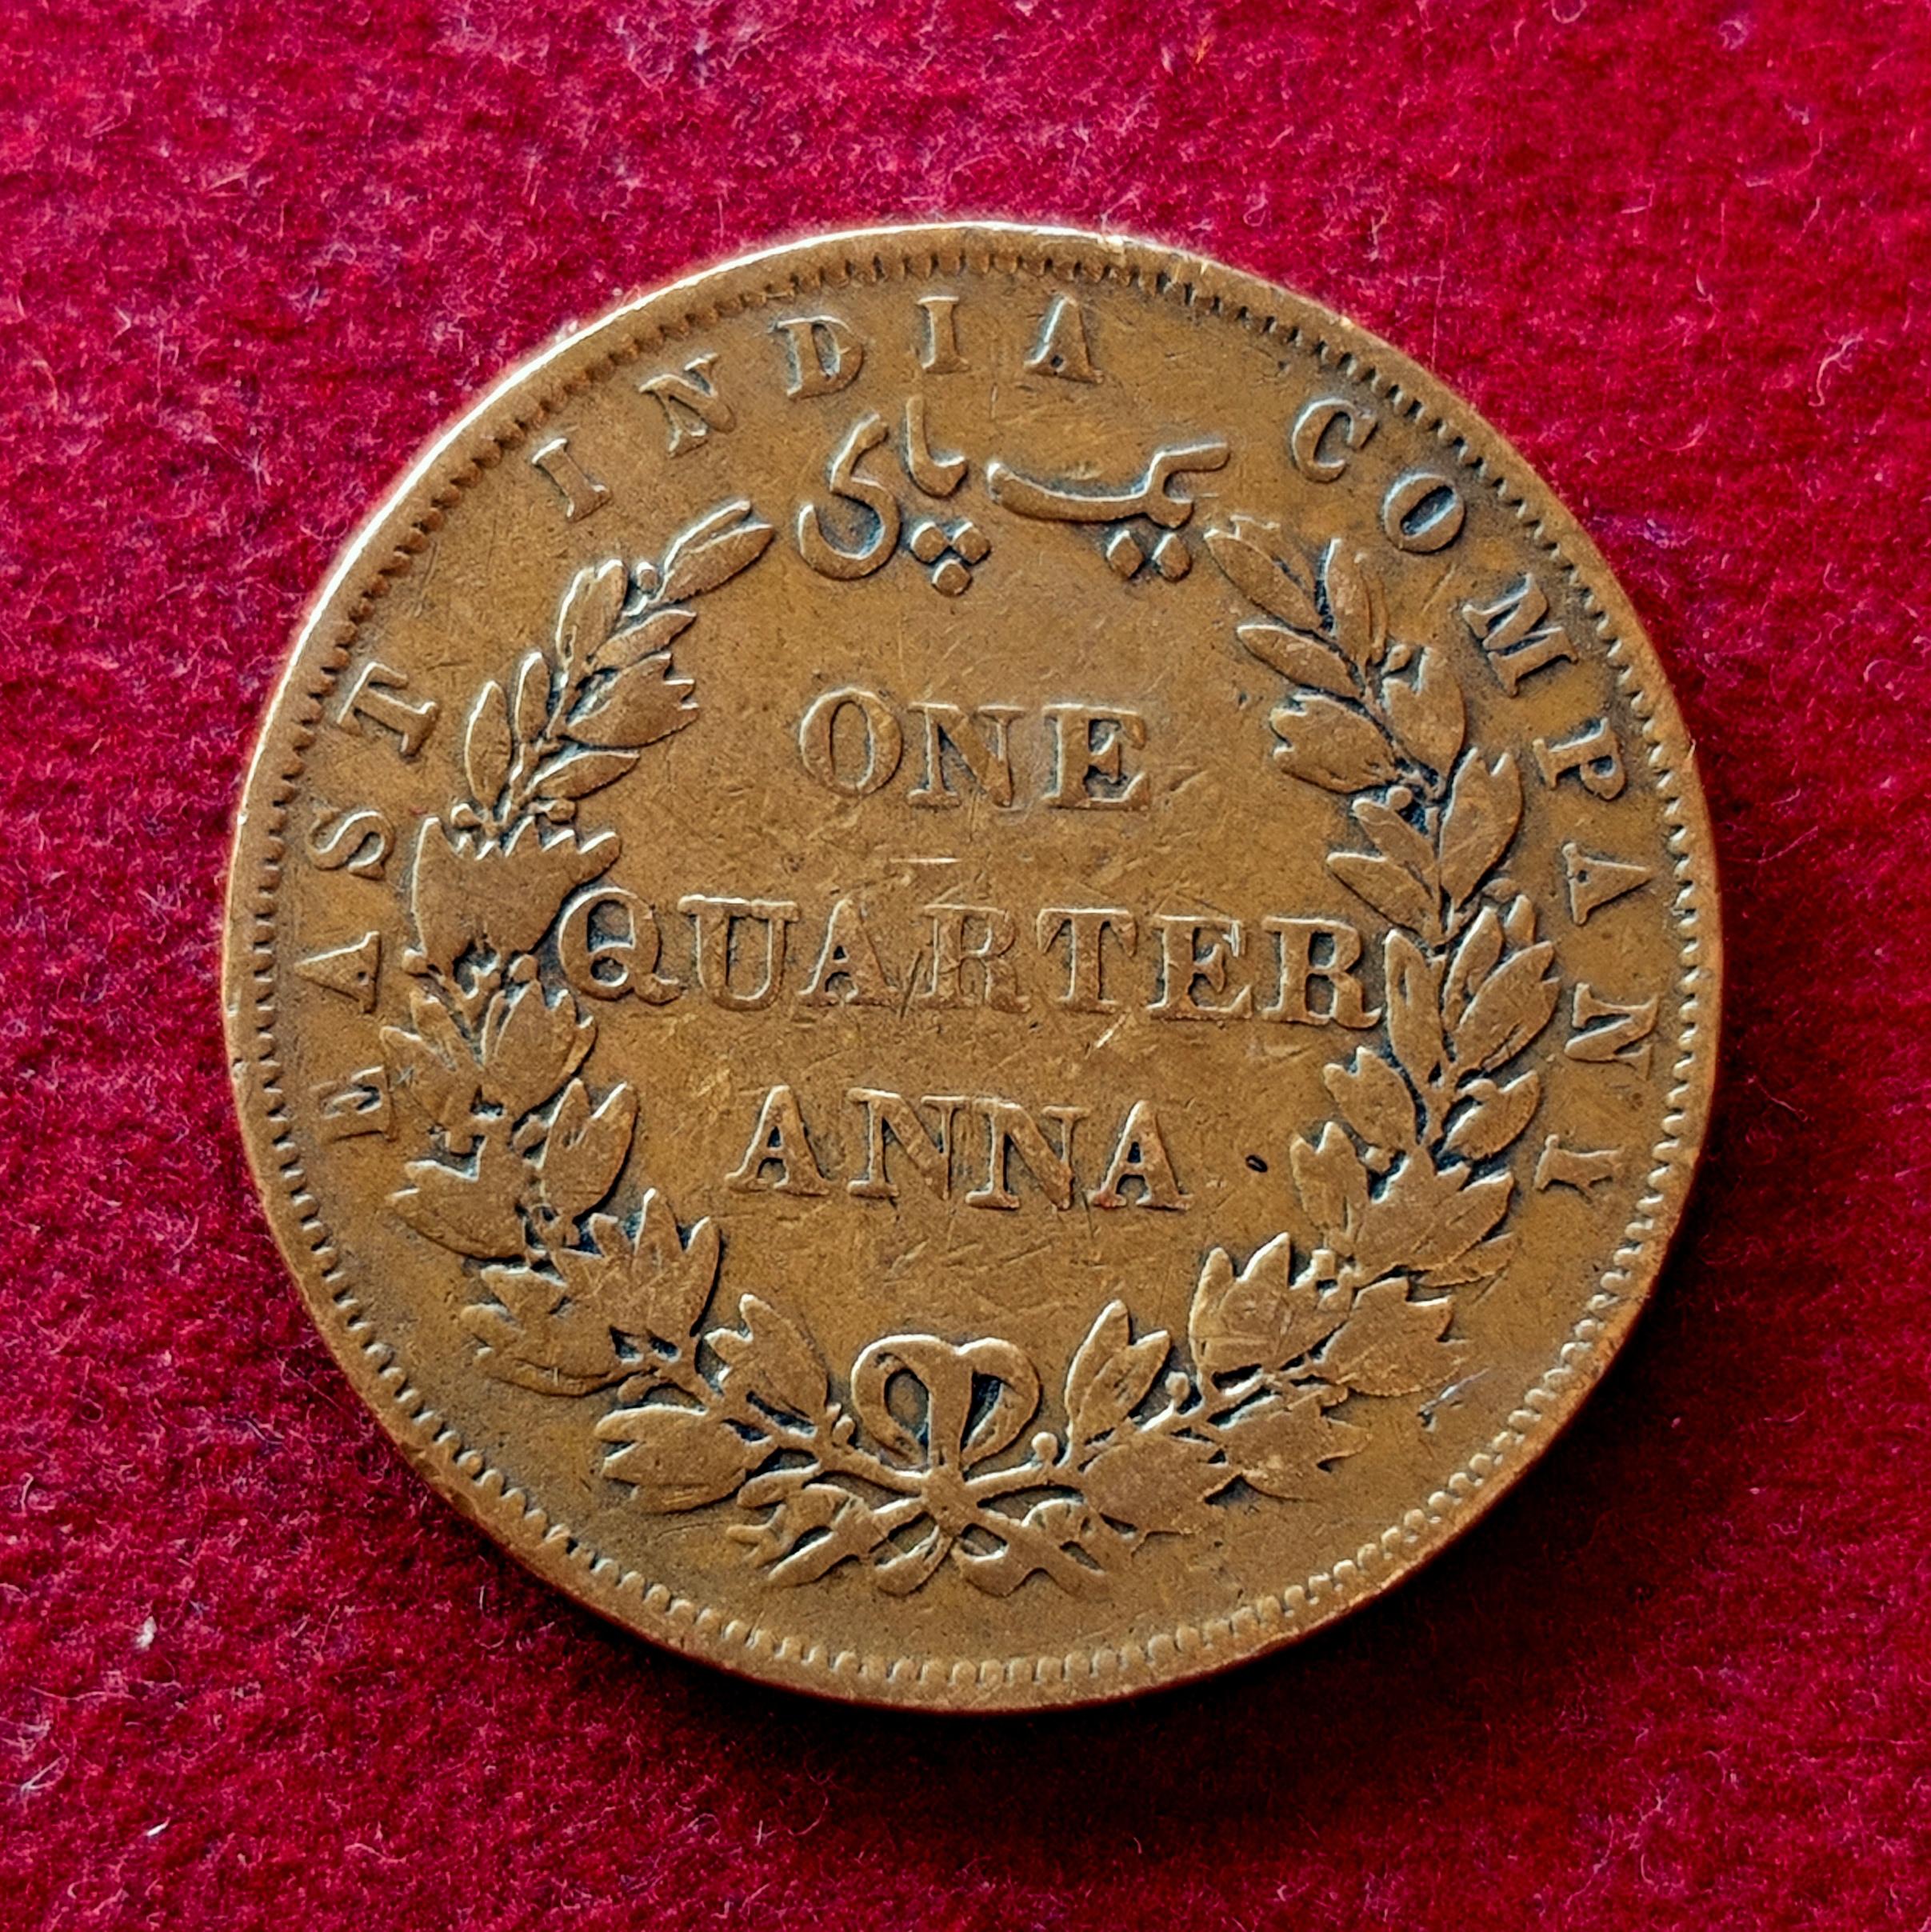 EAST INDIA COMPANY
یک پای
ONE
QUARTER
ANNA